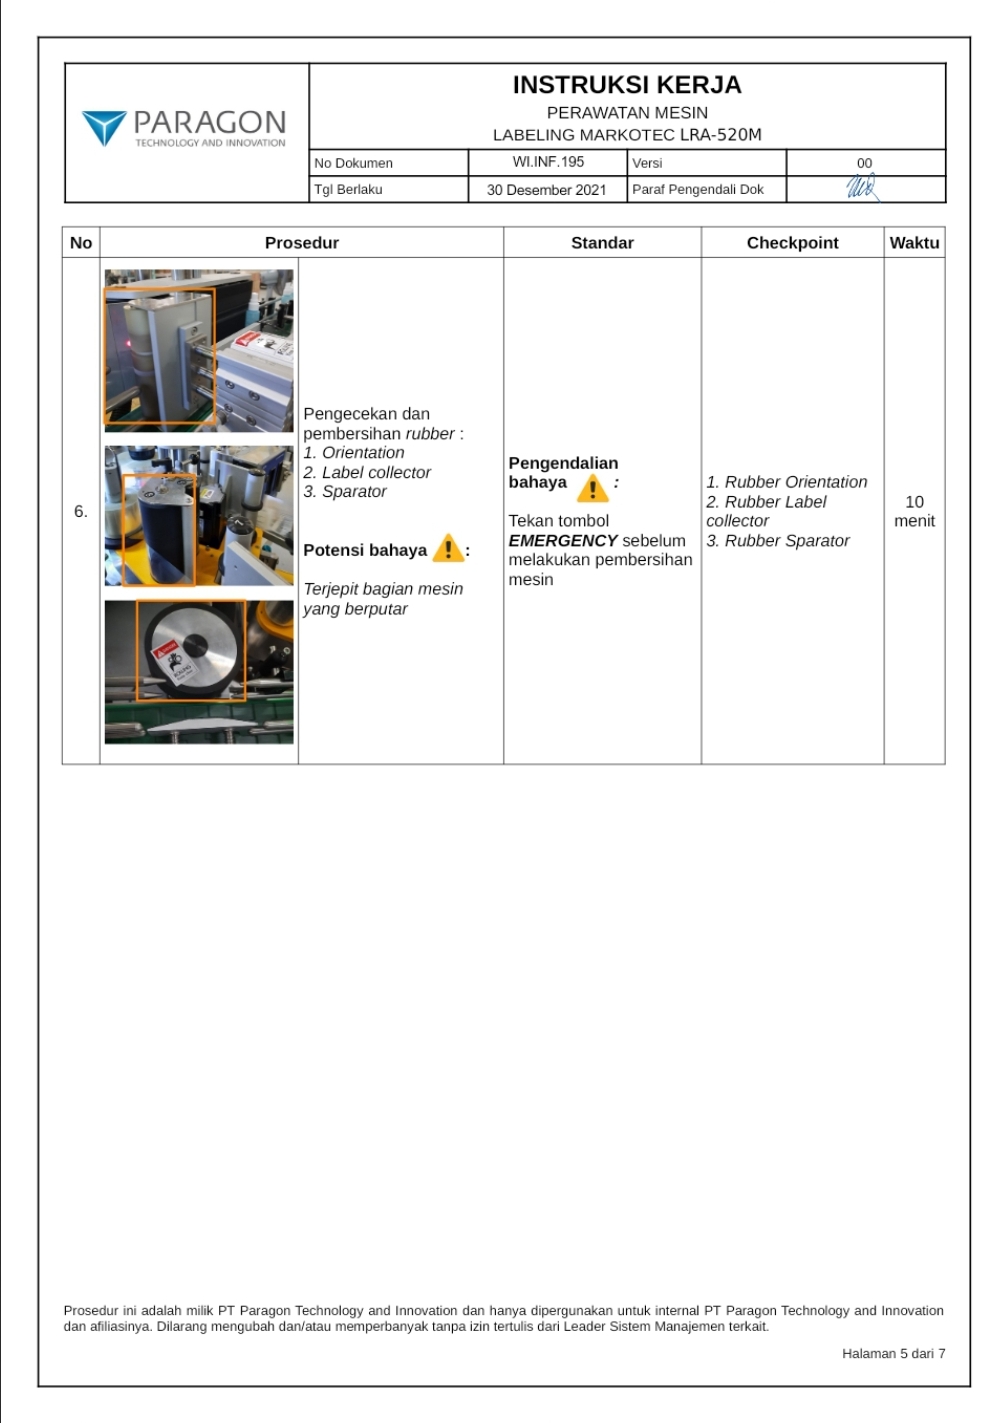 PARAGON
TECHNOLOGY AND INNOVATION
INSTRUKSI KERJA
PERAWATAN MESIN
LABELING MARKOTEC LRA-520M
No Dokumen WI.INF.195 Versi 00
Tgl Berlaku 30 Desember 2021 Paraf Pengendali Dok
No Prosedur Standar Checkpoint Waktu
6.
Pengecekan dan
pembersihan rubber :
1. Orientation
2. Label collector
3. Sparator
Potensi bahaya :
Terjepit bagian mesin
yang berputar
Pengendalian
bahaya :
Tekan tombol
EMERGENCY sebelum
melakukan pembersihan
mesin
1. Rubber Orientation
2. Rubber Label
collector
3. Rubber Sparator
10
menit
Prosedur ini adalah milik PT Paragon Technology and Innovation dan hanya dipergunakan untuk internal PT Paragon Technology and Innovation
dan afiliasinya. Dilarang mengubah dan/atau memperbanyak tanpa izin tertulis dari Leader Sistem Manajemen terkait.
Halaman 5 dari 7